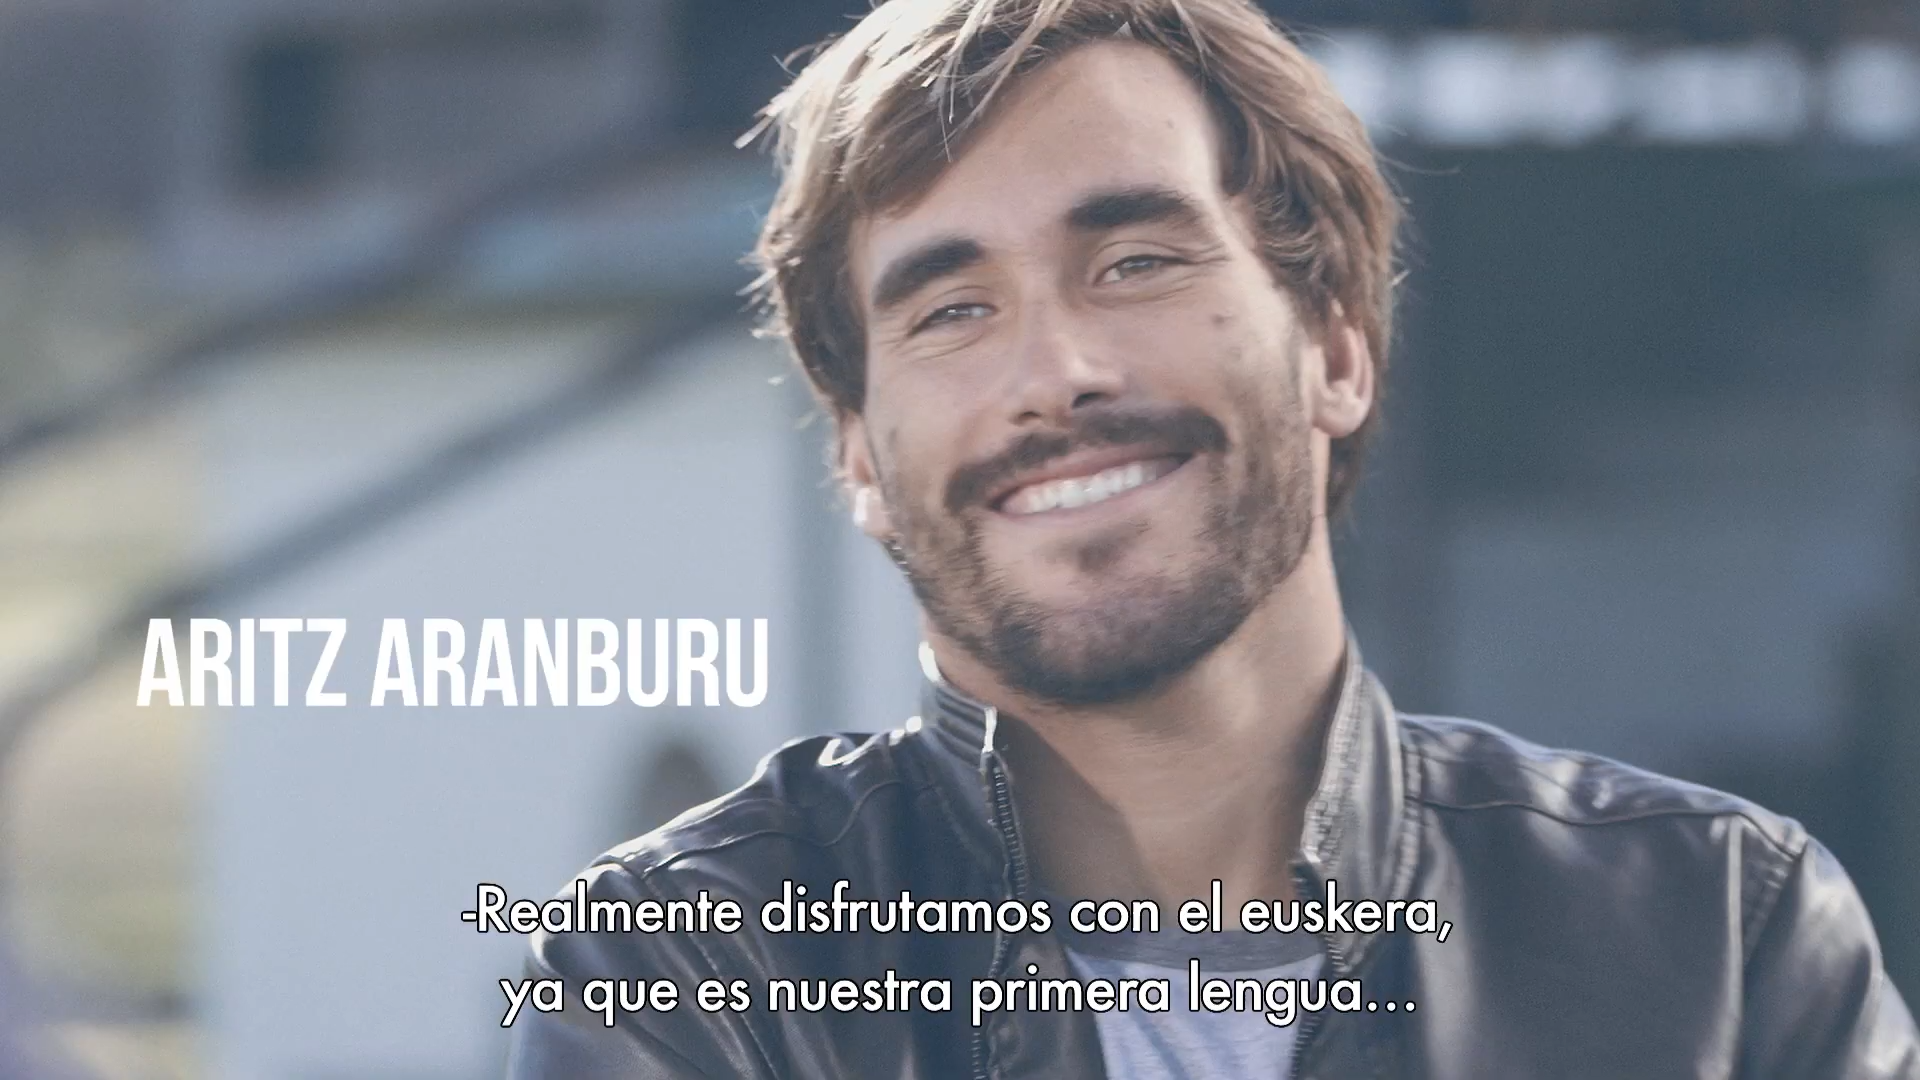 ARITZ ARANBURU
-Realmente disfrutamos con el euskera,
ya que es nuestra primera lengua…